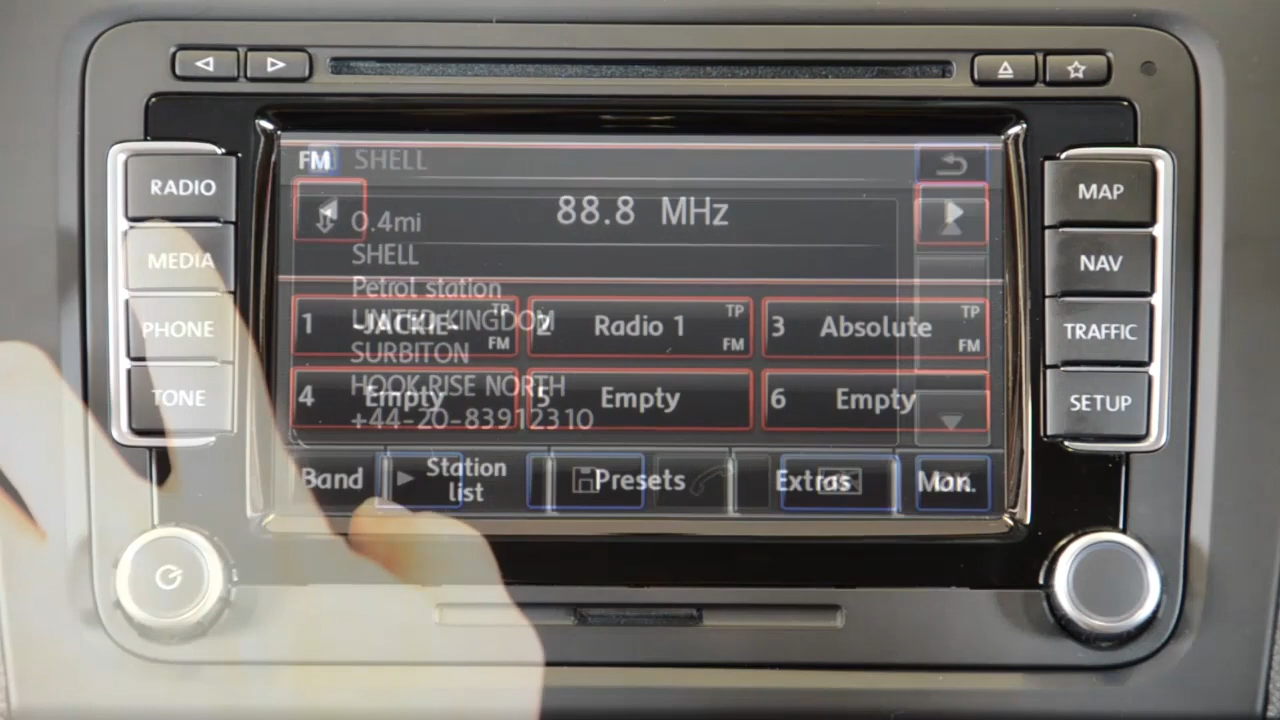 FM SHELL
88.8 MHz
0.4mi
SHELL
Petrol station
UNITED KINGDOM
SURBITON
HOOK RISE NORTH
+44-20-83912310
1 -JACKIE- TP FM
2 Radio 1 TP FM
3 Absolute TP FM
4 Empty
5 Empty
6 Empty
Band
Station list
Presets
Extras
Man.
RADIO
MEDIA
PHONE
TONE
MAP
NAV
TRAFFIC
SETUP